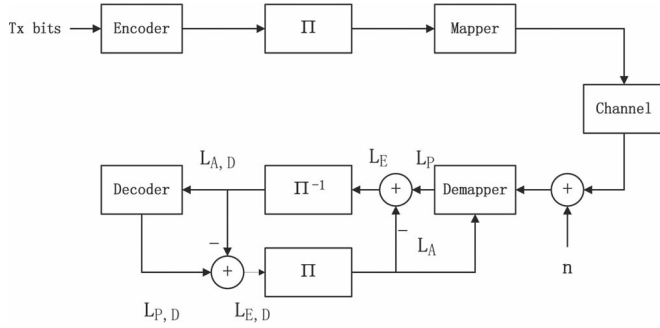 Tx bits Encoder Π Mapper
Channel
L_{A, D} L_E L_P
Decoder Π^{-1} + Demapper +
− − L_A
+ Π n
L_{P, D} L_{E, D}